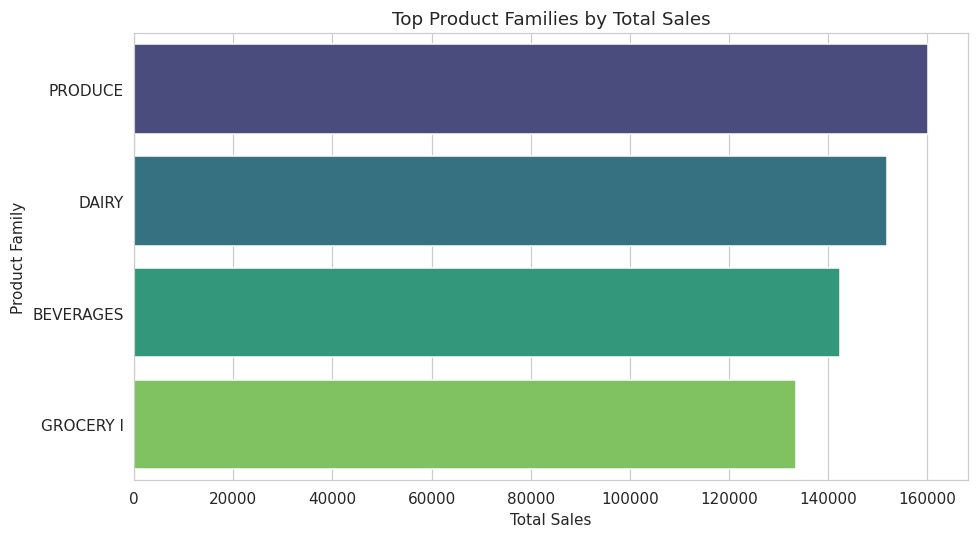 Top Product Families by Total Sales
Product Family
PRODUCE
DAIRY
BEVERAGES
GROCERY I
0 20000 40000 60000 80000 100000 120000 140000 160000
Total Sales